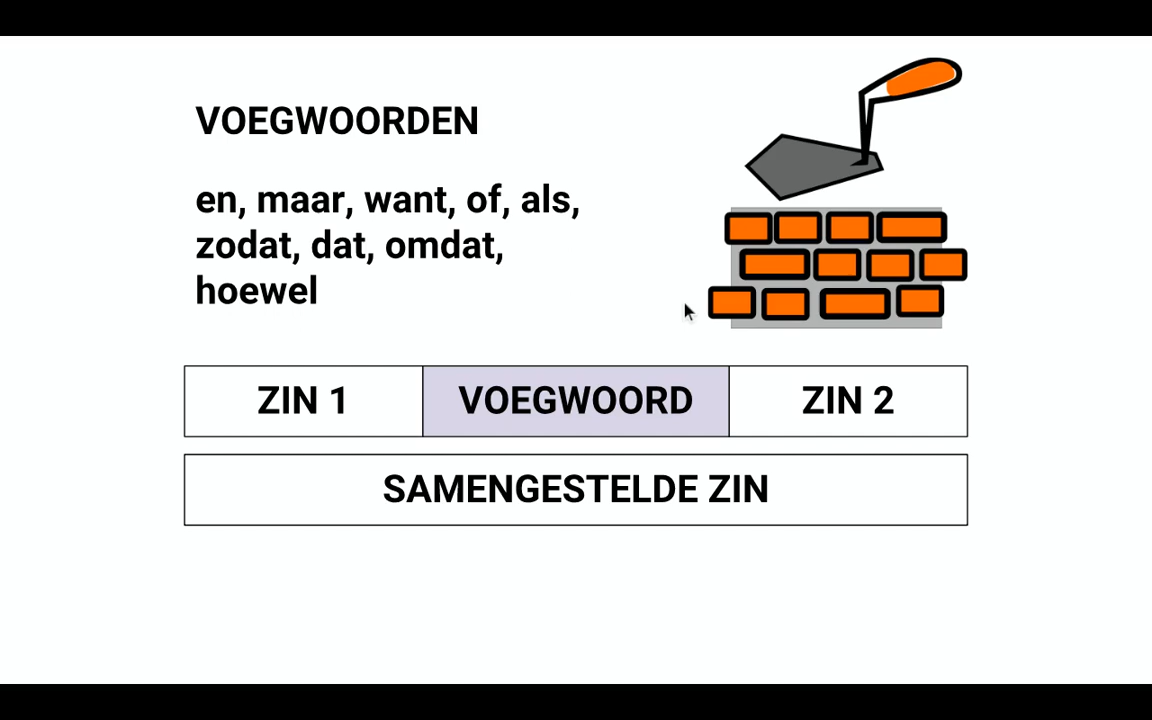 VOEGWOORDEN
en, maar, want, of, als,
zodat, dat, omdat,
hoewel
ZIN 1 VOEGWOORD ZIN 2
SAMENGESTELDE ZIN